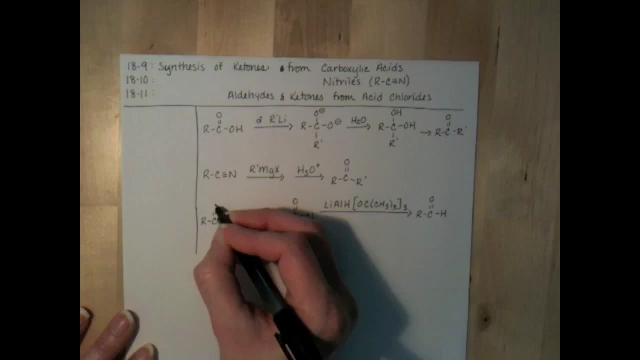 18-9: Synthesis of Ketones from Carboxylic Acids
18-10: Nitriles (R-C≡N)
18-11: Aldehydes & Ketones from Acid Chlorides
O O⊖ OH O
R-C-OH 2 R'Li R-C-O⊖ H2O R-C-OH → R-C-R'
R' R'
O
R-C≡N R'MgX H3O+ R-C-R'
O LiAlH[OC(CH3)3]3 O
R-C R-C-H